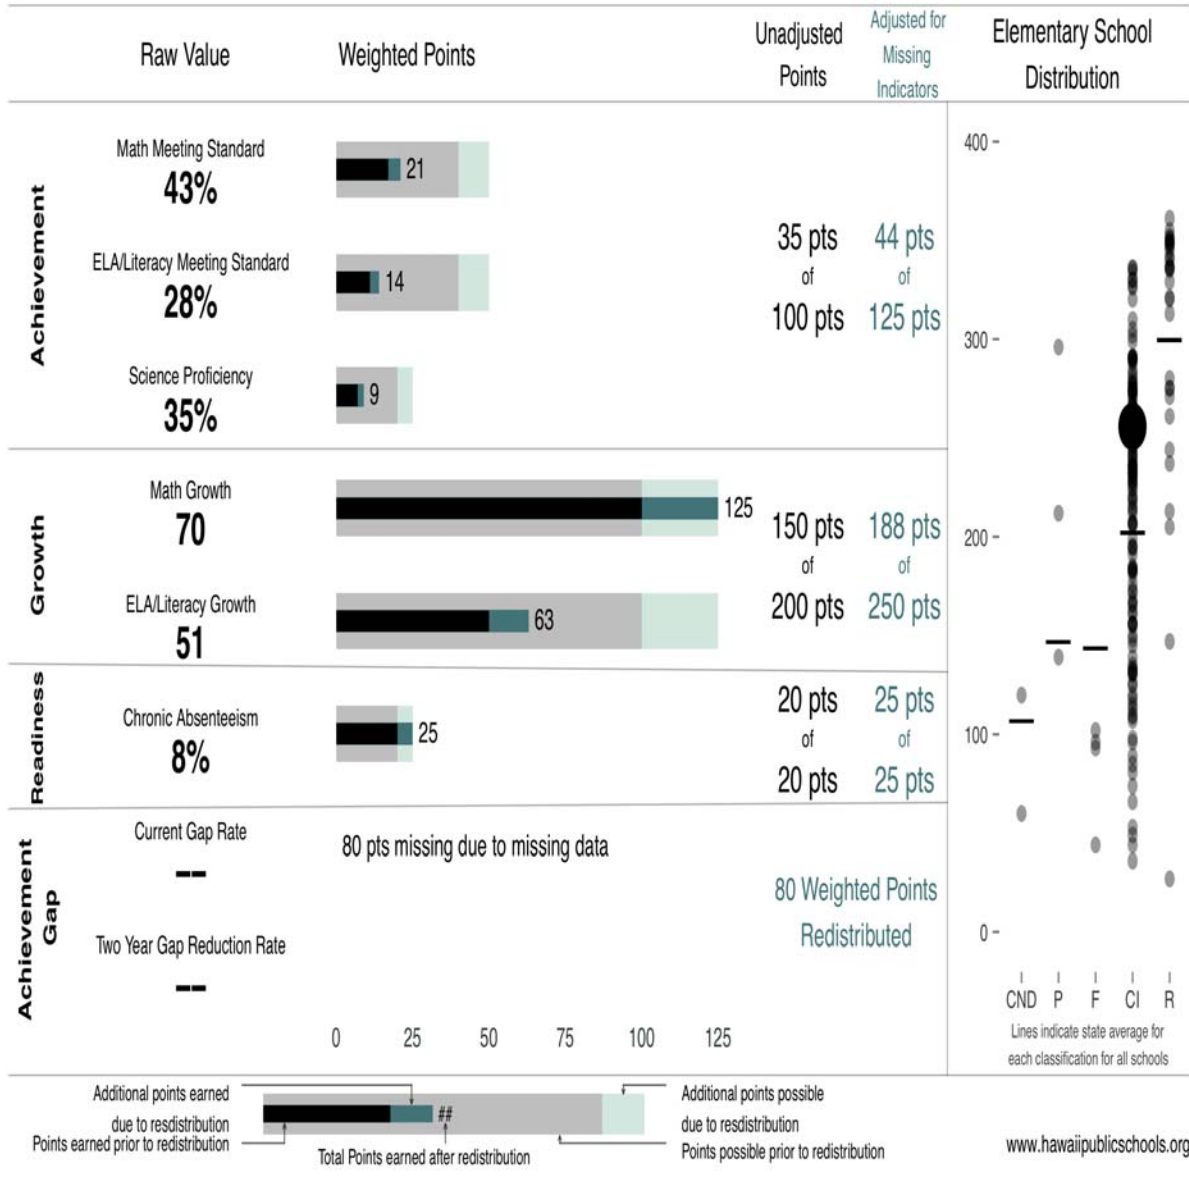 Raw Value
Weighted Points
Unadjusted
Points
Adjusted for
Missing
Indicators
Elementary School
Distribution
Achievement
Math Meeting Standard
43%
21
ELA/Literacy Meeting Standard
28%
14
Science Proficiency
35%
9
35 pts
of
100 pts
44 pts
of
125 pts
Growth
Math Growth
70
125
ELA/Literacy Growth
51
63
150 pts
of
200 pts
188 pts
of
250 pts
Readiness
Chronic Absenteeism
8%
25
20 pts
of
20 pts
25 pts
of
25 pts
Achievement
Gap
Current Gap Rate
--
Two Year Gap Reduction Rate
--
80 pts missing due to missing data
80 Weighted Points
Redistributed
0 25 50 75 100 125
400
300
200
100
0
CND P F CI R
Lines indicate state average for
each classification for all schools
Additional points earned
due to resdistribution
Points earned prior to redistribution
##
Total Points earned after redistribution
Additional points possible
due to resdistribution
Points possible prior to redistribution
www.hawaiipublicschools.org